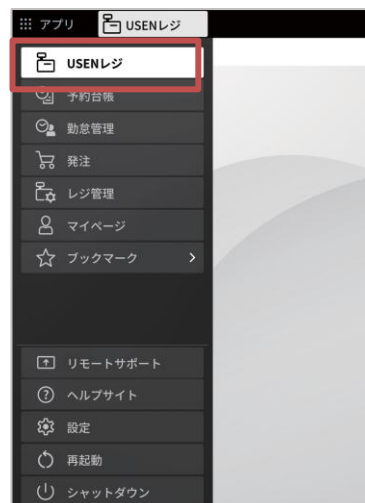 アプリ USENレジ
USENレジ
予約台帳
勤怠管理
発注
レジ管理
マイページ
ブックマーク
リモートサポート
ヘルプサイト
設定
再起動
シャットダウン